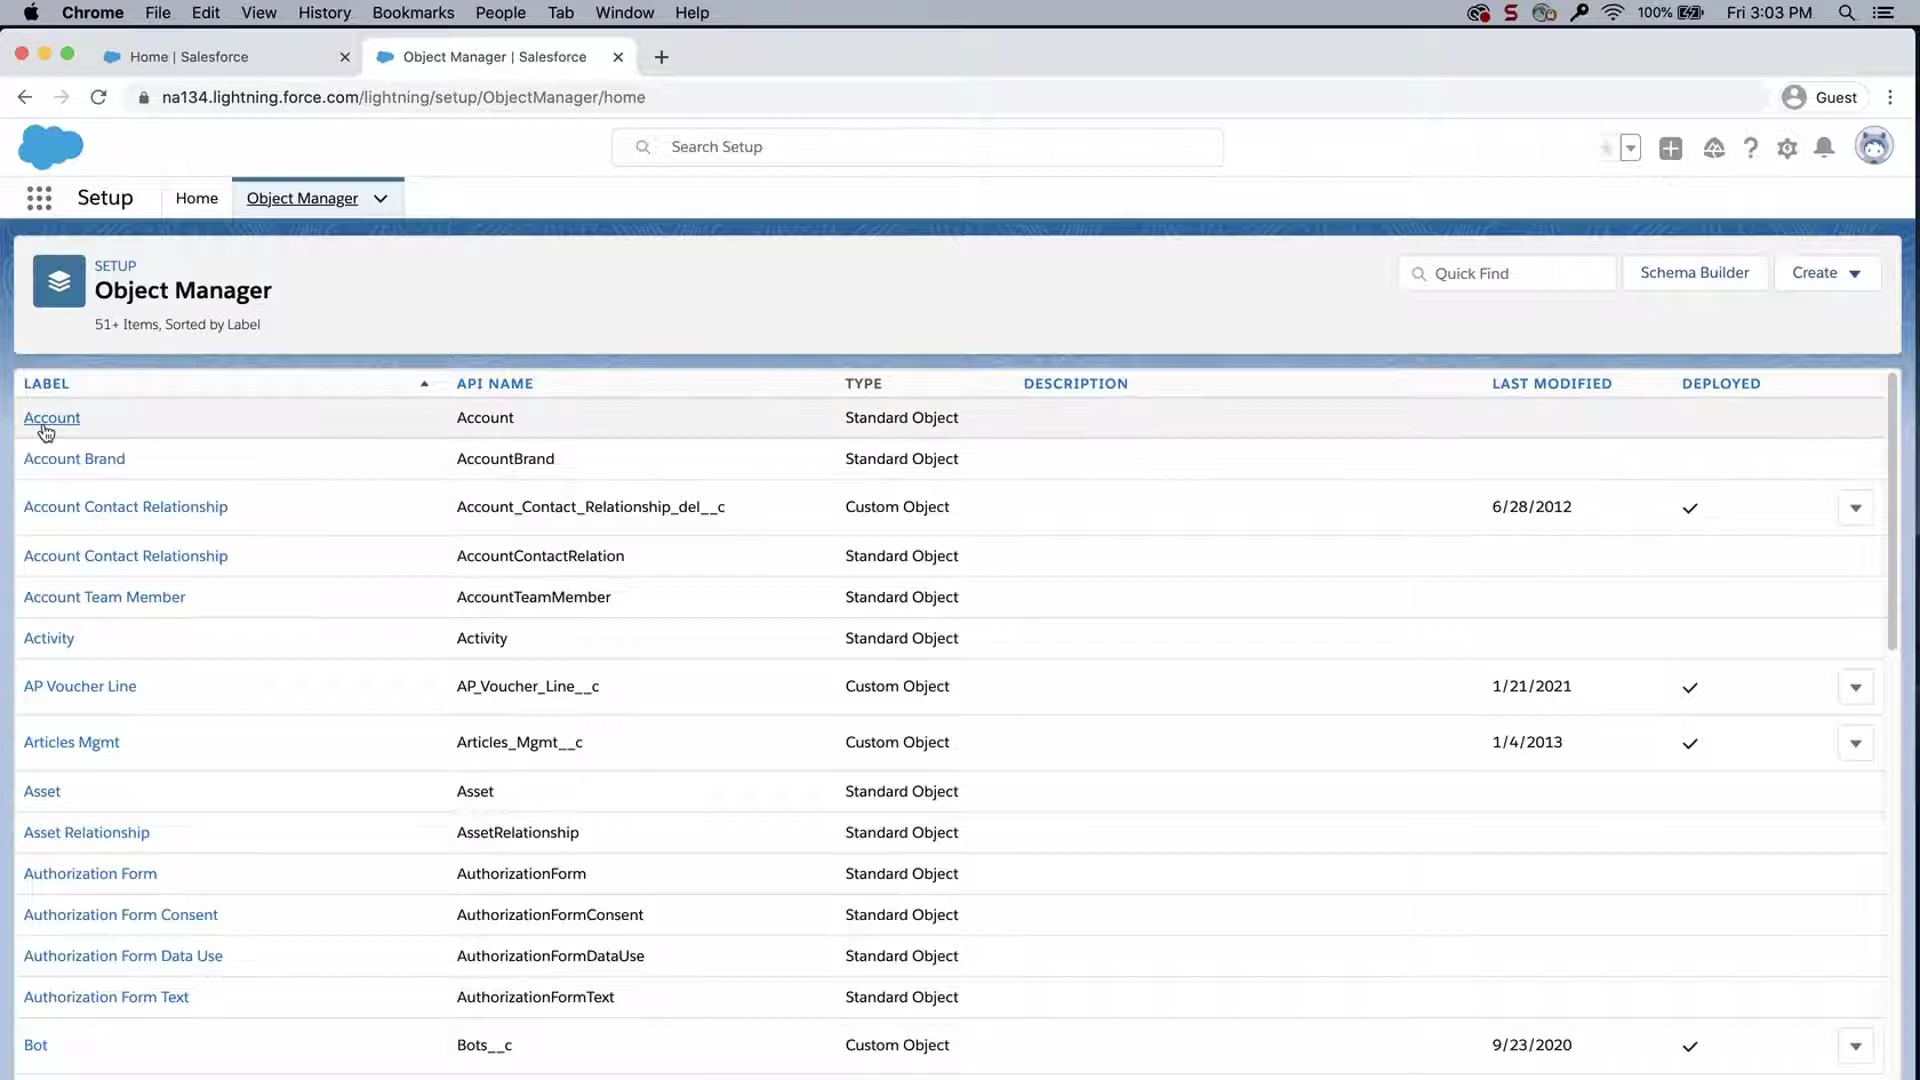 Chrome File Edit View History Bookmarks People Tab Window Help 100% Fri 3:03 PM
Home | Salesforce Object Manager | Salesforce
na134.lightning.force.com/lightning/setup/ObjectManager/home Guest
Search Setup
Setup Home Object Manager
SETUP
Object Manager
51+ Items, Sorted by Label
Quick Find Schema Builder Create
LABEL API NAME TYPE DESCRIPTION LAST MODIFIED DEPLOYED
Account Account Standard Object
Account Brand AccountBrand Standard Object
Account Contact Relationship Account_Contact_Relationship_del__c Custom Object 6/28/2012
Account Contact Relationship AccountContactRelation Standard Object
Account Team Member AccountTeamMember Standard Object
Activity Activity Standard Object
AP Voucher Line AP_Voucher_Line__c Custom Object 1/21/2021
Articles Mgmt Articles_Mgmt__c Custom Object 1/4/2013
Asset Asset Standard Object
Asset Relationship AssetRelationship Standard Object
Authorization Form AuthorizationForm Standard Object
Authorization Form Consent AuthorizationFormConsent Standard Object
Authorization Form Data Use AuthorizationFormDataUse Standard Object
Authorization Form Text AuthorizationFormText Standard Object
Bot Bots__c Custom Object 9/23/2020